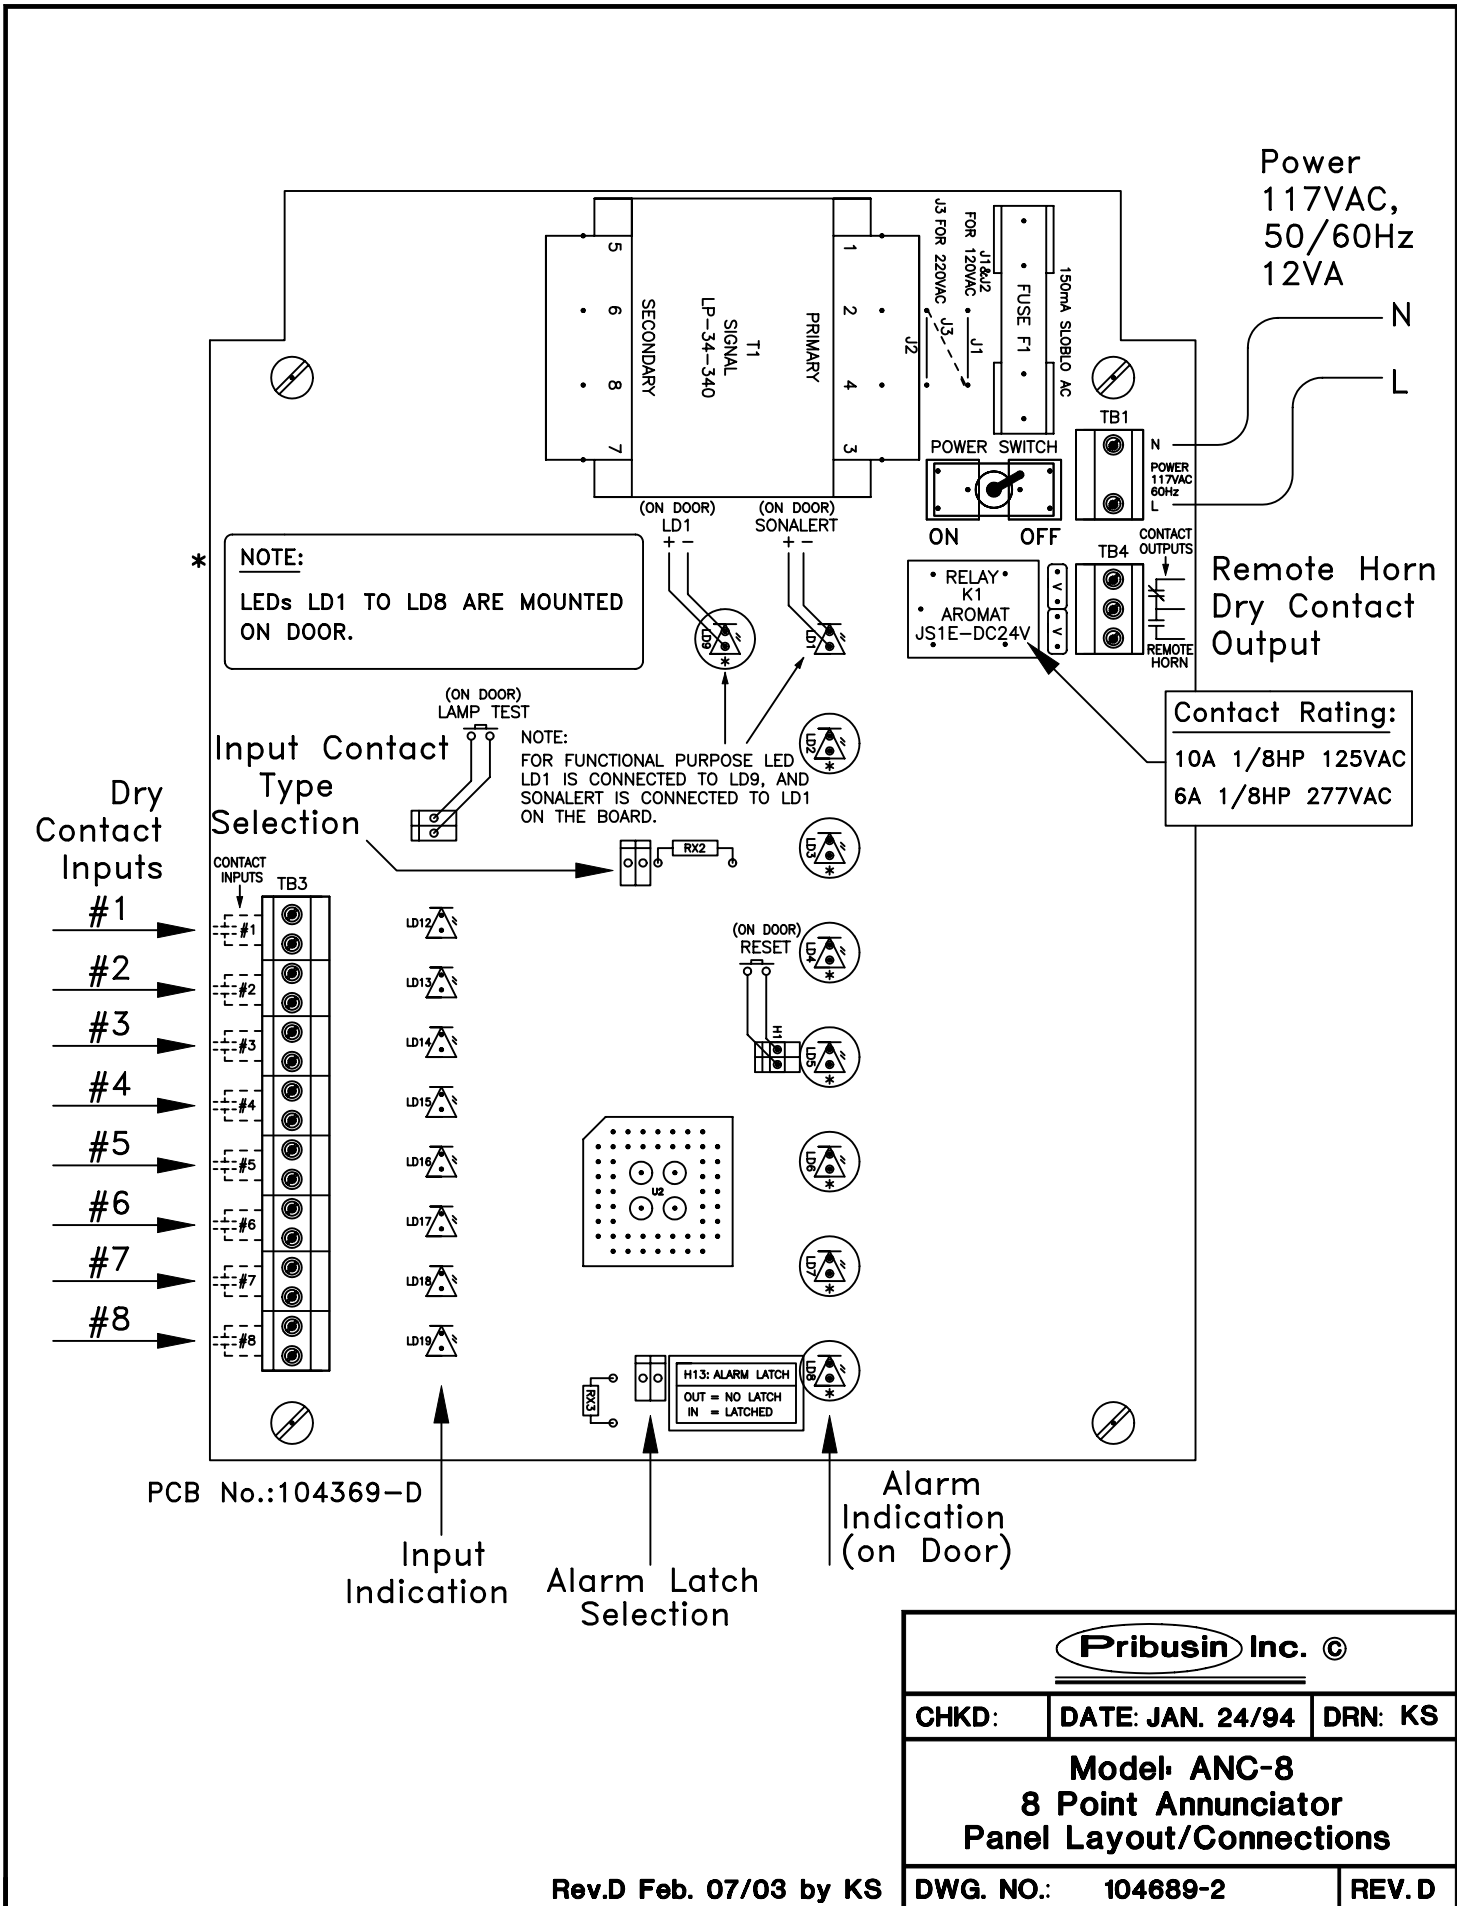 Power
117VAC,
50/60Hz
12VA
N
L
5
6
8
7
SECONDARY
T1
SIGNAL
LP-34-340
PRIMARY
1
2
4
3
J3 FOR 220VAC
FOR 120VAC
J1&J2
J3
J1
J2
FUSE F1
150mA SLOBLO AC
POWER SWITCH
ON
OFF
TB1
N
POWER
117VAC
60Hz
L
CONTACT
OUTPUTS
TB4
REMOTE
HORN
Remote Horn
Dry Contact
Output
RELAY
K1
AROMAT
JS1E-DC24V
V
V
Contact Rating:
10A 1/8HP 125VAC
6A 1/8HP 277VAC
(ON DOOR)
LD1
+ -
(ON DOOR)
SONALERT
+ -
* NOTE:
LEDs LD1 TO LD8 ARE MOUNTED
ON DOOR.
LD9
*
LD1
(ON DOOR)
LAMP TEST
NOTE:
FOR FUNCTIONAL PURPOSE LED
LD1 IS CONNECTED TO LD9, AND
SONALERT IS CONNECTED TO LD1
ON THE BOARD.
LD2
*
LD3
*
LD4
*
LD5
*
LD6
*
LD7
*
LD8
*
Input Contact
Type
Selection
RX2
Dry
Contact
Inputs
CONTACT
INPUTS
TB3
#1
#2
#3
#4
#5
#6
#7
#8
#1
#2
#3
#4
#5
#6
#7
#8
LD12
LD13
LD14
LD15
LD16
LD17
LD18
LD19
(ON DOOR)
RESET
H1
U2
RX3
H13: ALARM LATCH
OUT = NO LATCH
IN = LATCHED
PCB No.:104369-D
Input
Indication
Alarm Latch
Selection
Alarm
Indication
(on Door)
Pribusin Inc. ©
CHKD: DATE: JAN. 24/94 DRN: KS
Model: ANC-8
8 Point Annunciator
Panel Layout/Connections
Rev.D Feb. 07/03 by KS
DWG. NO.: 104689-2 REV. D